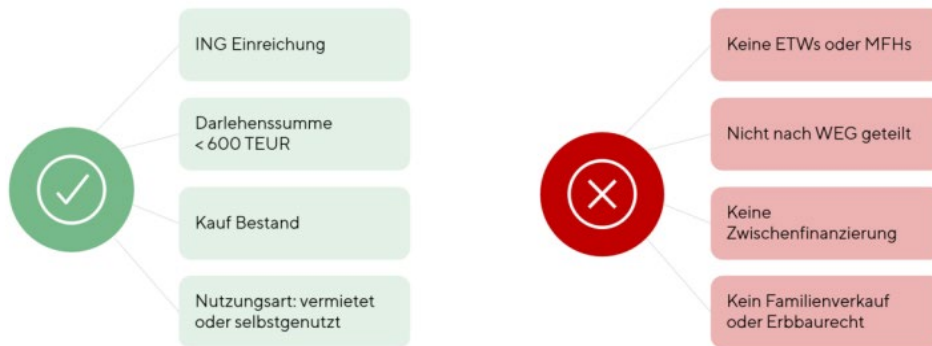 ING Einreichung
Darlehenssumme
< 600 TEUR
Kauf Bestand
Nutzungsart: vermietet
oder selbstgenutzt
Keine ETWs oder MFHs
Nicht nach WEG geteilt
Keine
Zwischenfinanzierung
Kein Familienverkauf
oder Erbbaurecht